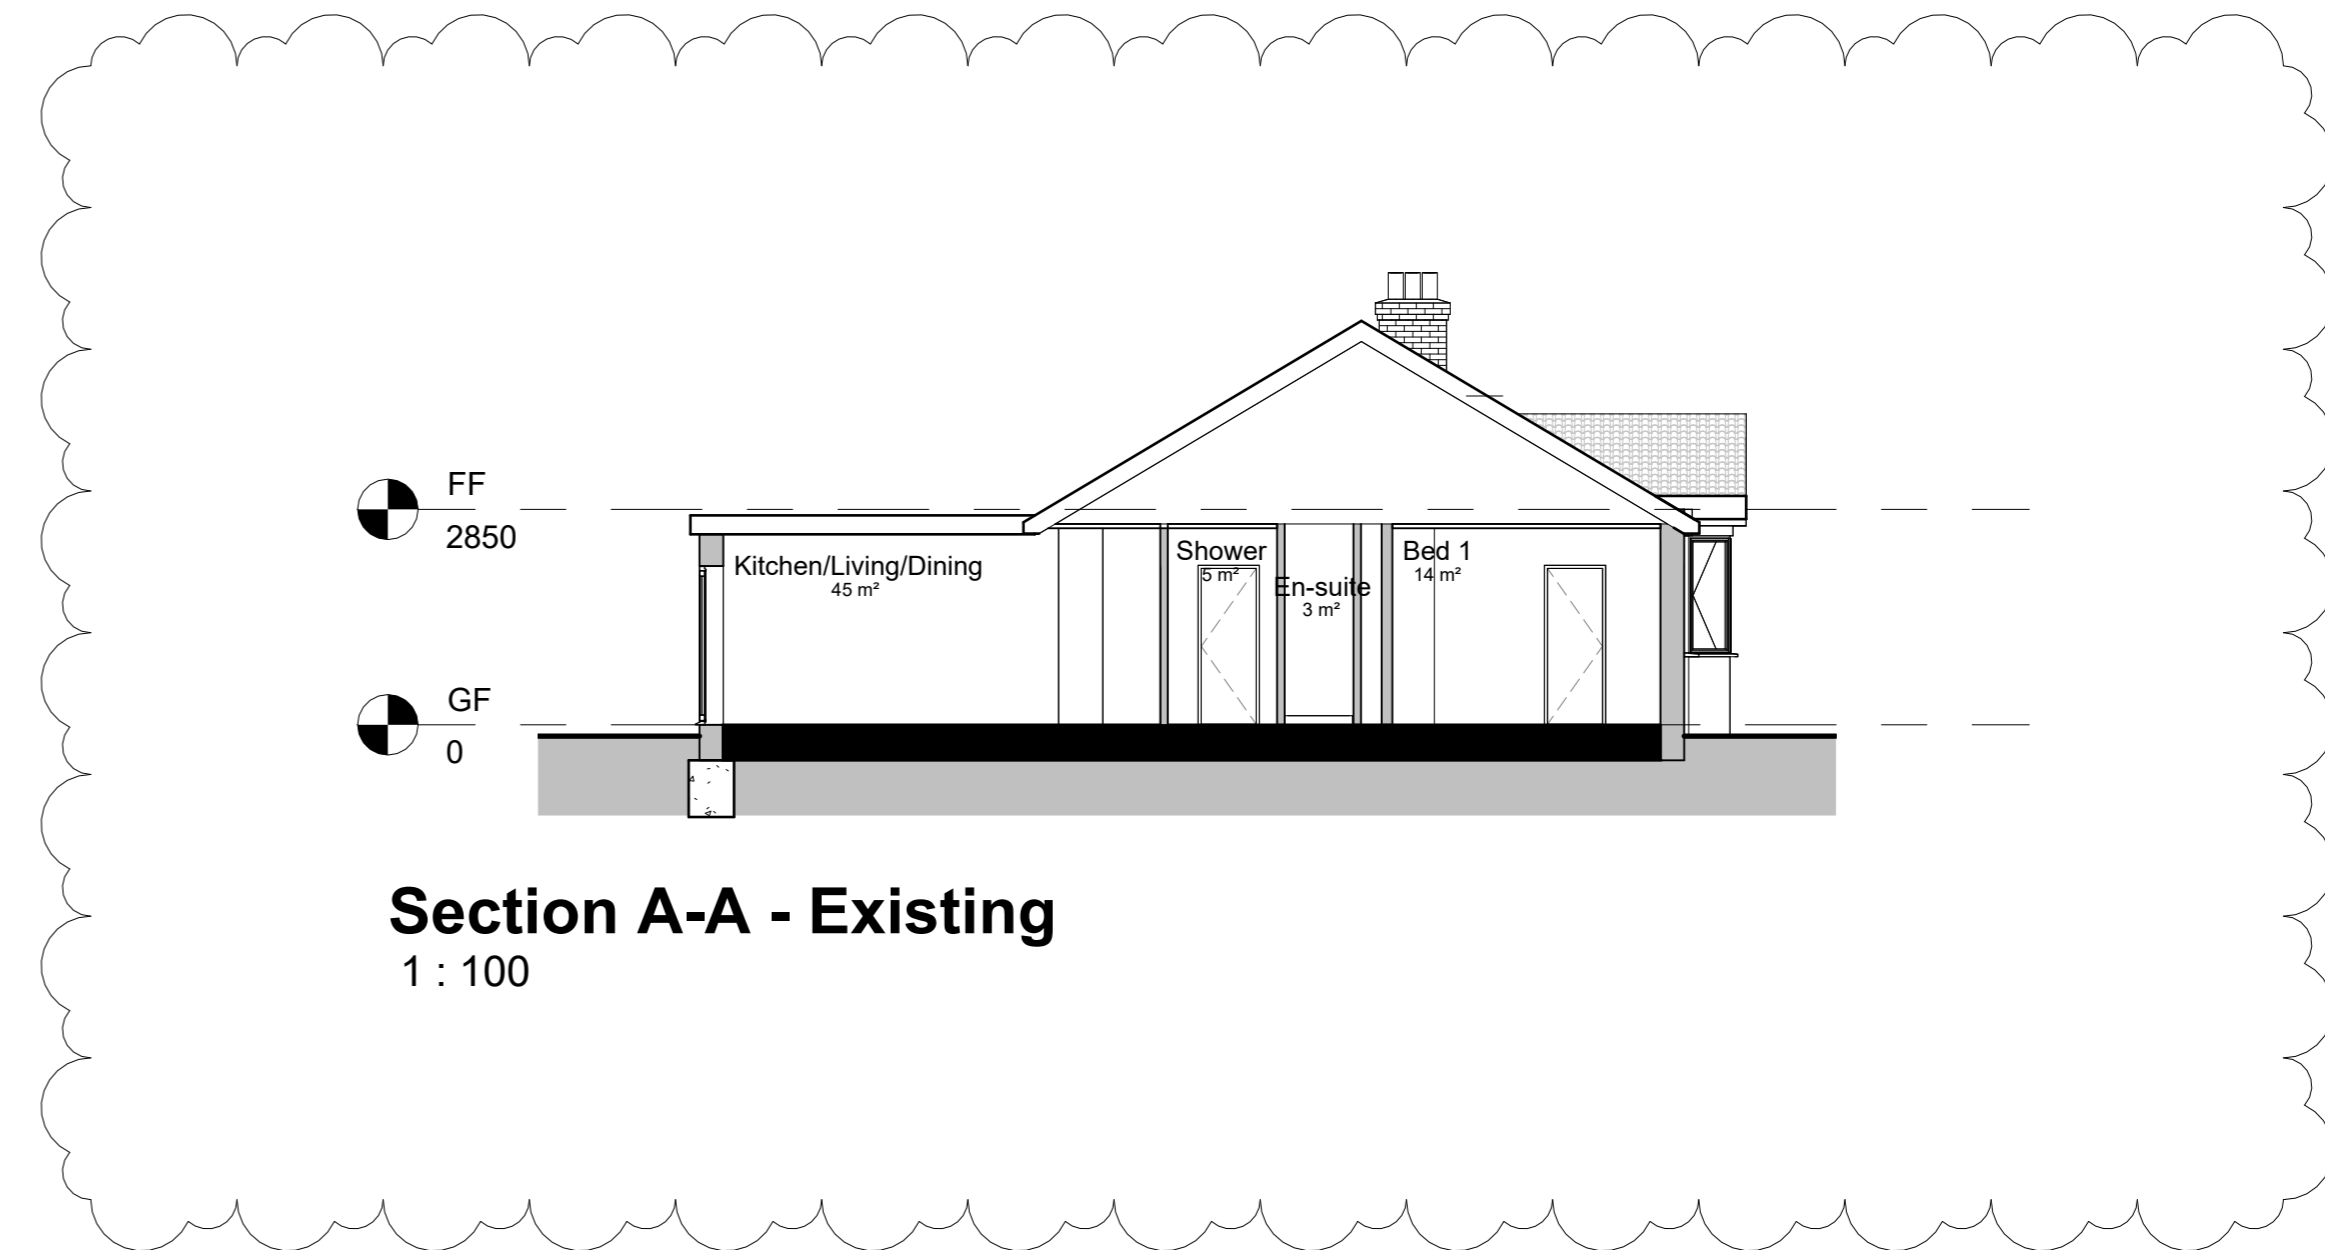 FF
2850
Kitchen/Living/Dining
45 m²
Shower
5 m²
En-suite
3 m²
Bed 1
14 m²
GF
0
Section A-A - Existing
1 : 100